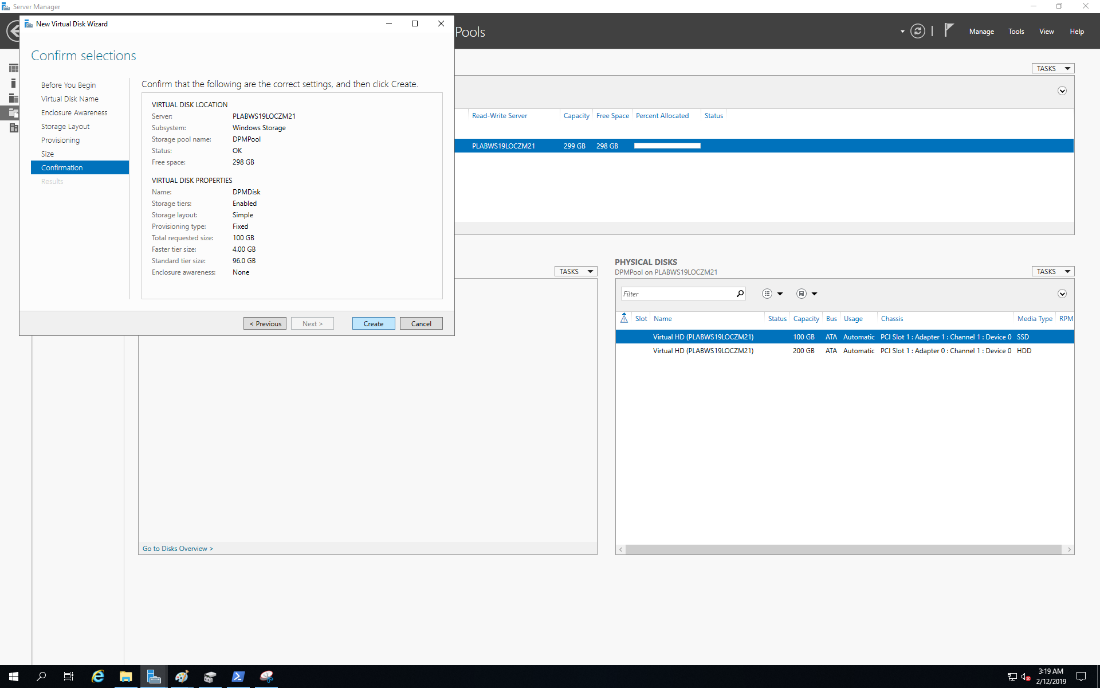 Server Manager
New Virtual Disk Wizard
Pools
Manage Tools View Help
Confirm selections
Before You Begin
Virtual Disk Name
Enclosure Awareness
Storage Layout
Provisioning
Size
Confirmation
Results
Confirm that the following are the correct settings, and then click Create.
VIRTUAL DISK LOCATION
Server: PLABWS19LOCZM21
Subsystem: Windows Storage
Storage pool name: DPMPool
Status: OK
Free space: 298 GB
VIRTUAL DISK PROPERTIES
Name: DPMDisk
Storage tiers: Enabled
Storage layout: Simple
Provisioning type: Fixed
Total requested size: 100 GB
Faster tier size: 4.00 GB
Standard tier size: 96.0 GB
Enclosure awareness: None
< Previous Next > Create Cancel
TASKS
Read-Write Server Capacity Free Space Percent Allocated Status
PLABWS19LOCZM21 299 GB 298 GB
TASKS
Go to Disks Overview >
PHYSICAL DISKS
DPMPool on PLABWS19LOCZM21
TASKS
Filter
Slot Name Status Capacity Bus Usage Chassis Media Type RPM
Virtual HD (PLABWS19LOCZM21) 100 GB ATA Automatic PCI Slot 1 : Adapter 1 : Channel 1 : Device 0 SSD
Virtual HD (PLABWS19LOCZM21) 200 GB ATA Automatic PCI Slot 1 : Adapter 0 : Channel 1 : Device 0 HDD
3:19 AM
2/12/2019